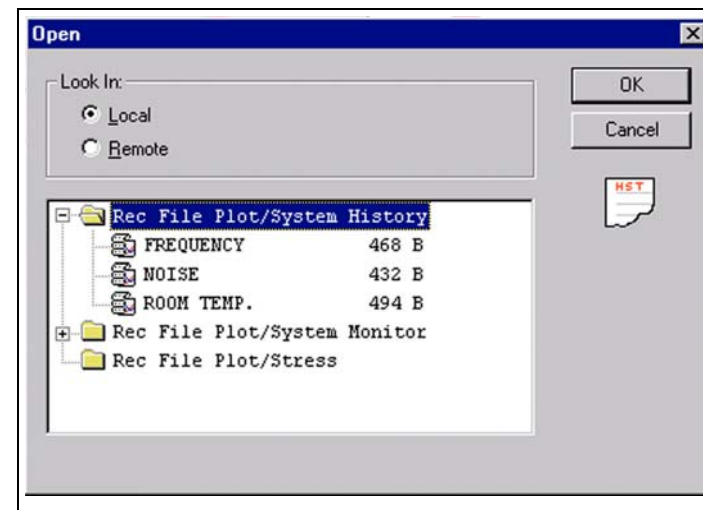 Open
Look In:
Local
Remote
OK
Cancel
HST
Rec File Plot/System History
FREQUENCY 468 B
NOISE 432 B
ROOM TEMP. 494 B
Rec File Plot/System Monitor
Rec File Plot/Stress